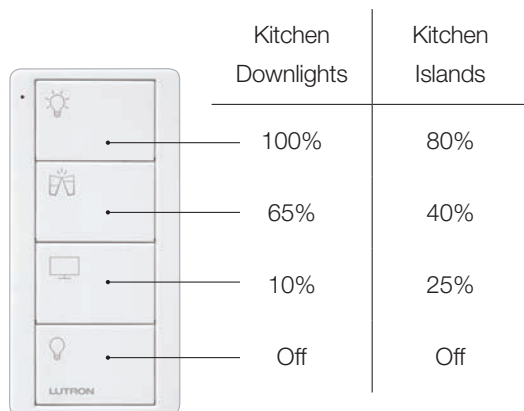 Kitchen Downlights Kitchen Islands
100% 80%
65% 40%
10% 25%
Off Off
LUTRON